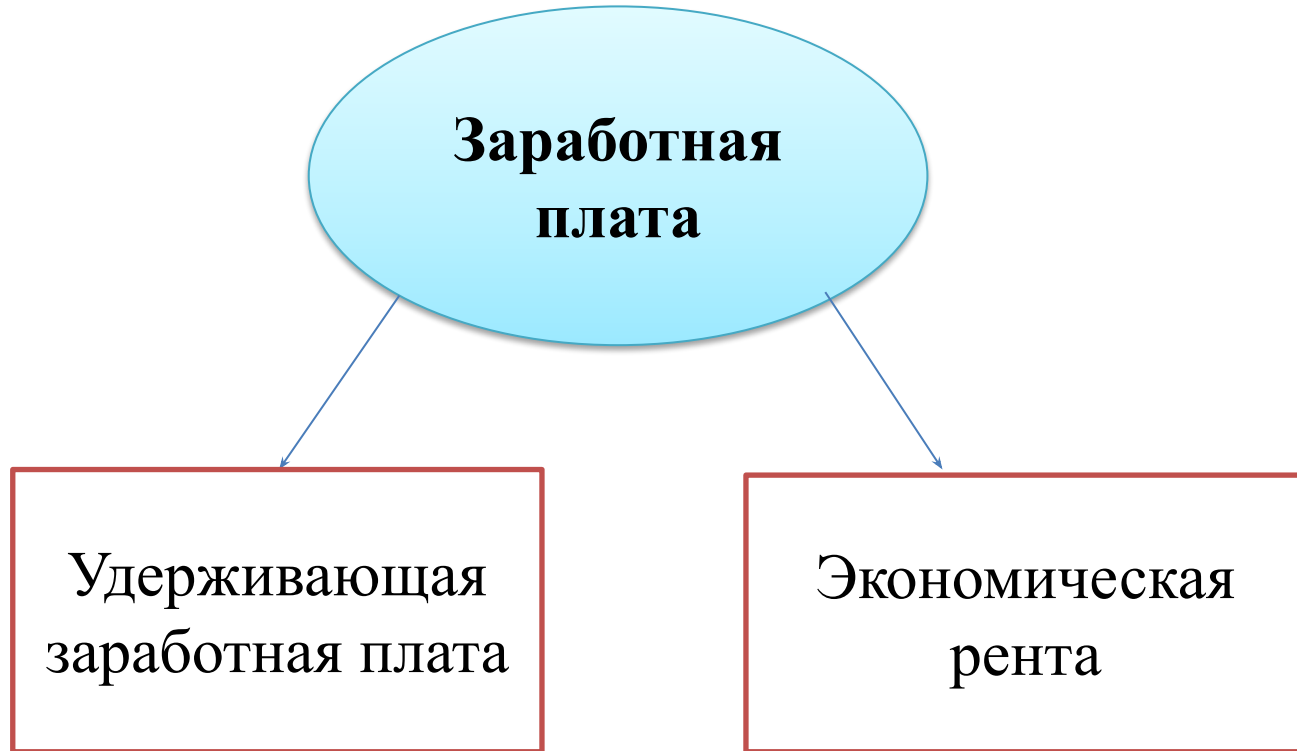 Заработная
плата
Удерживающая
заработная плата
Экономическая
рента